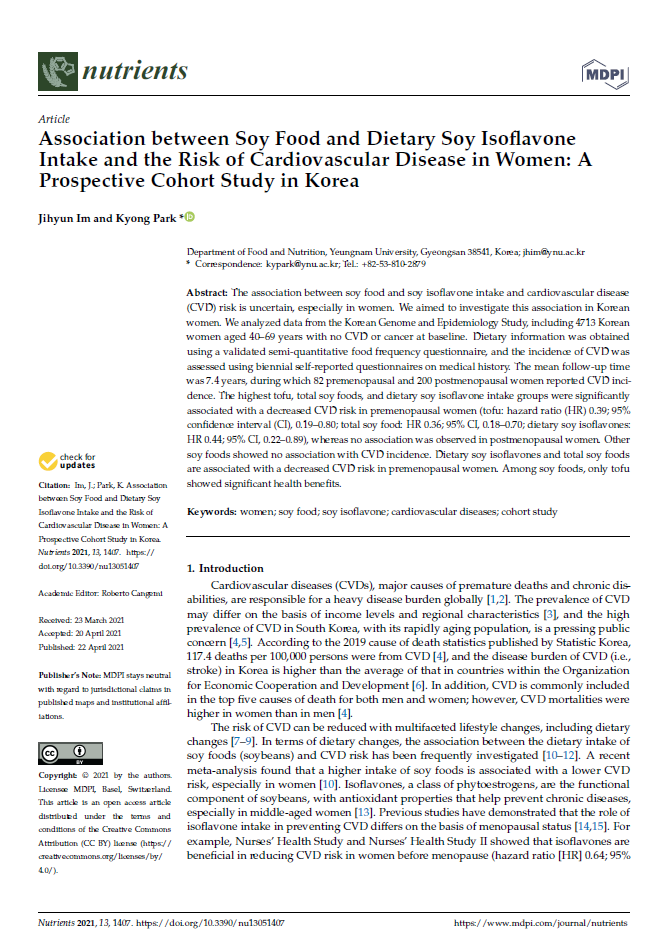 nutrients
MDPI
Article
Association between Soy Food and Dietary Soy Isoflavone
Intake and the Risk of Cardiovascular Disease in Women: A
Prospective Cohort Study in Korea
Jihyun Im and Kyong Park *
Department of Food and Nutrition, Yeungnam University, Gyeongsan 38541, Korea; jhim@ynu.ac.kr
* Correspondence: kypark@ynu.ac.kr; Tel.: +82-53-810-2879
Abstract: The association between soy food and soy isoflavone intake and cardiovascular disease
(CVD) risk is uncertain, especially in women. We aimed to investigate this association in Korean
women. We analyzed data from the Korean Genome and Epidemiology Study, including 4713 Korean
women aged 40–69 years with no CVD or cancer at baseline. Dietary information was obtained
using a validated semi-quantitative food frequency questionnaire, and the incidence of CVD was
assessed using biennial self-reported questionnaires on medical history. The mean follow-up time
was 7.4 years, during which 82 premenopausal and 200 postmenopausal women reported CVD inci-
dence. The highest tofu, total soy foods, and dietary soy isoflavone intake groups were significantly
associated with a decreased CVD risk in premenopausal women (tofu: hazard ratio (HR) 0.39; 95%
confidence interval (CI), 0.19–0.80; total soy food: HR 0.36; 95% CI, 0.18–0.70; dietary soy isoflavones:
HR 0.44; 95% CI, 0.22–0.89), whereas no association was observed in postmenopausal women. Other
soy foods showed no association with CVD incidence. Dietary soy isoflavones and total soy foods
are associated with a decreased CVD risk in premenopausal women. Among soy foods, only tofu
showed significant health benefits.
Keywords: women; soy food; soy isoflavone; cardiovascular diseases; cohort study
check for
updates
Citation: Im, J.; Park, K. Association
between Soy Food and Dietary Soy
Isoflavone Intake and the Risk of
Cardiovascular Disease in Women: A
Prospective Cohort Study in Korea.
Nutrients 2021, 13, 1407. https://
doi.org/10.3390/nu13051407
Academic Editor: Roberto Cangemi
Received: 23 March 2021
Accepted: 20 April 2021
Published: 22 April 2021
Publisher's Note: MDPI stays neutral
with regard to jurisdictional claims in
published maps and institutional affil-
iations.
CC BY
Copyright: © 2021 by the authors.
Licensee MDPI, Basel, Switzerland.
This article is an open access article
distributed under the terms and
conditions of the Creative Commons
Attribution (CC BY) license (https://
creativecommons.org/licenses/by/
4.0/).
1. Introduction
Cardiovascular diseases (CVDs), major causes of premature deaths and chronic dis-
abilities, are responsible for a heavy disease burden globally [1,2]. The prevalence of CVD
may differ on the basis of income levels and regional characteristics [3], and the high
prevalence of CVD in South Korea, with its rapidly aging population, is a pressing public
concern [4,5]. According to the 2019 cause of death statistics published by Statistic Korea,
117.4 deaths per 100,000 persons were from CVD [4], and the disease burden of CVD (i.e.,
stroke) in Korea is higher than the average of that in countries within the Organization
for Economic Cooperation and Development [6]. In addition, CVD is commonly included
in the top five causes of death for both men and women; however, CVD mortalities were
higher in women than in men [4].
The risk of CVD can be reduced with multifaceted lifestyle changes, including dietary
changes [7–9]. In terms of dietary changes, the association between the dietary intake of
soy foods (soybeans) and CVD risk has been frequently investigated [10–12]. A recent
meta-analysis found that a higher intake of soy foods is associated with a lower CVD
risk, especially in women [10]. Isoflavones, a class of phytoestrogens, are the functional
component of soybeans, with antioxidant properties that help prevent chronic diseases,
especially in middle-aged women [13]. Previous studies have demonstrated that the role of
isoflavone intake in preventing CVD differs on the basis of menopausal status [14,15]. For
example, Nurses' Health Study and Nurses' Health Study II showed that isoflavones are
beneficial in reducing CVD risk in women before menopause (hazard ratio [HR] 0.64; 95%
Nutrients 2021, 13, 1407. https://doi.org/10.3390/nu13051407
https://www.mdpi.com/journal/nutrients